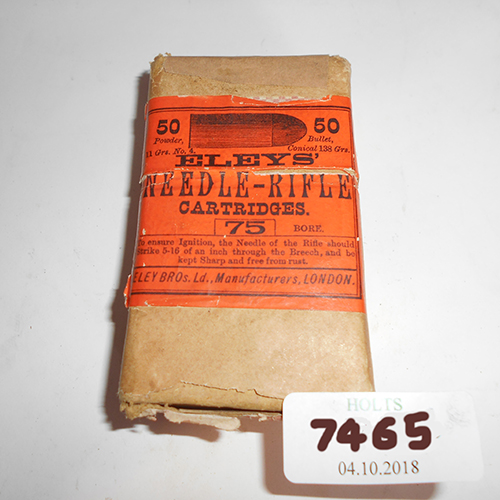 50 50
Powder, Bullet,
11 Grs. No. 4. Conical 138 Grs.
ELEYS'
NEEDLE-RIFLE
CARTRIDGES.
75 BORE.
To ensure Ignition, the Needle of the Rifle should
strike 5-16 of an inch through the Breech, and be
kept Sharp and free from rust.
ELEY BROs. Ld., Manufacturers, LONDON.
HOLTS
7465
04.10.2018